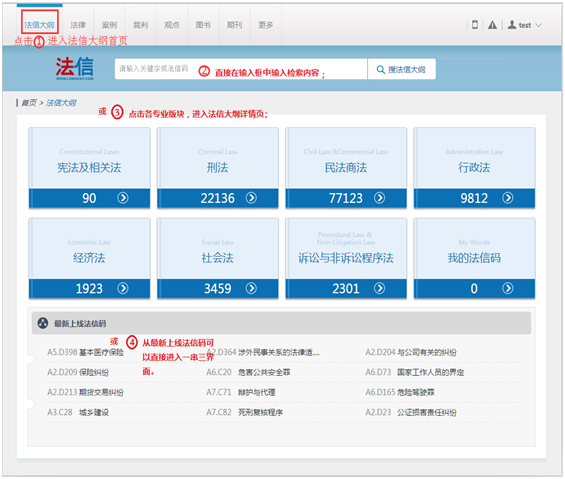 法信大纲 法律 案例 裁判 观点 图书 期刊 更多 test
点击①进入法信大纲首页
法信
请输入关键字或法信码 ② 直接在输入框中输入检索内容； 搜法信大纲
首页 > 法信大纲
或 ③ 点击各专业版块，进入法信大纲详情页；
Constitutional Laws Criminal Law Civil Law &Commercial Law Administrative Law
宪法及相关法 刑法 民法商法 行政法
90 22136 77123 9812
Economic Law Social Law Procedural Law & Non-Litigation Law My Words
经济法 社会法 诉讼与非诉讼程序法 我的法信码
1923 3459 2301 0
最新上线法信码
或 ④ 从最新上线法信码可以直接进入一串三界面。
A5.D398 基本医疗保险 A2.D364 涉外民事关系的法律适... A2.D204 与公司有关的纠纷
A2.D209 保险纠纷 A6.C20 危害公共安全罪 A6.D73 国家工作人员的界定
A2.D213 期货交易纠纷 A7.C71 辩护与代理 A6.D165 危险驾驶罪
A3.C28 城乡建设 A7.C82 死刑复核程序 A2.D23 公证损害责任纠纷